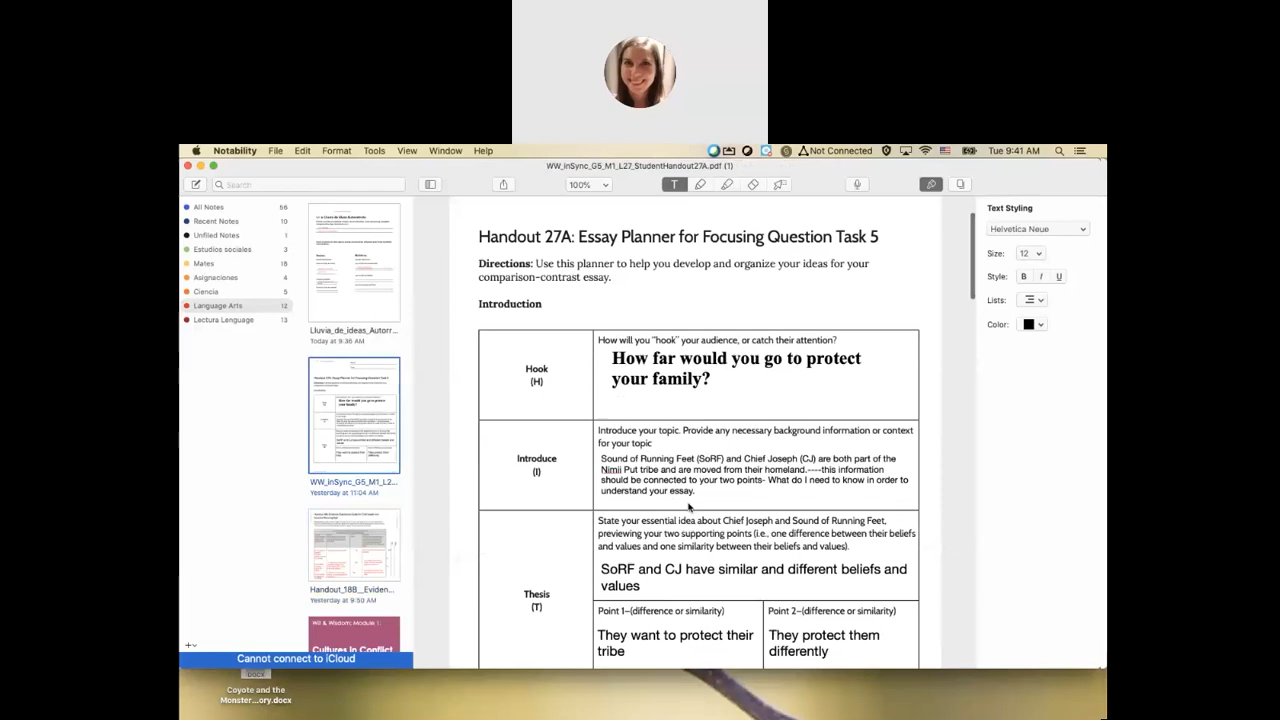 Notability File Edit Format Tools View Window Help
Not Connected Tue 9:41 AM
WW_inSync_G5_M1_L27_StudentHandout27A.pdf (1)
Search
100%
T
All Notes 56
Recent Notes 10
Unfiled Notes 1
Estudios sociales 3
Mates 18
Asignaciones 4
Ciencia 5
Language Arts 12
Lectura Lenguage 13
Cannot connect to iCloud
Lluvia_de_ideas_Autorr...
Today at 9:36 AM
WW_inSync_G5_M1_L2...
Yesterday at 11:04 AM
Handout_18B__Eviden...
Yesterday at 9:50 AM
Wit & Wisdom: Module 1:
Cultures in Conflict
Handout 27A: Essay Planner for Focusing Question Task 5
Directions: Use this planner to help you develop and organize your ideas for your
comparison-contrast essay.
Introduction
Hook
(H)
How will you "hook" your audience, or catch their attention?
How far would you go to protect
your family?
Introduce
(I)
Introduce your topic. Provide any necessary background information or context
for your topic
Sound of Running Feet (SoRF) and Chief Joseph (CJ) are both part of the
Nimii Put tribe and are moved from their homeland.----this information
should be connected to your two points- What do I need to know in order to
understand your essay.
Thesis
(T)
State your essential idea about Chief Joseph and Sound of Running Feet,
previewing your two supporting points (i.e., one difference between their beliefs
and values and one similarity between their beliefs and values).
SoRF and CJ have similar and different beliefs and
values
Point 1–(difference or similarity)
They want to protect their
tribe
Point 2–(difference or similarity)
They protect them
differently
Text Styling
Helvetica Neue
Size: 12
Style: B I U
Lists:
Color:
DOCX
Coyote and the
Monster...ory.docx